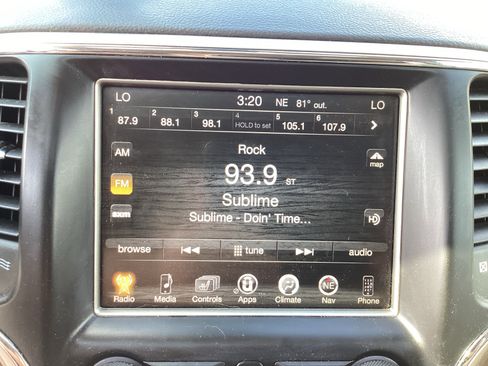 LO 3:20 NE 81° out. LO
1 87.9 2 88.1 3 98.1 4 HOLD to set 5 105.1 6 107.9
AM Rock map
FM 93.9 ST
Sublime
sxm Sublime - Doin' Time... HD
browse tune audio
NE
Radio Media Controls Apps Climate Nav Phone